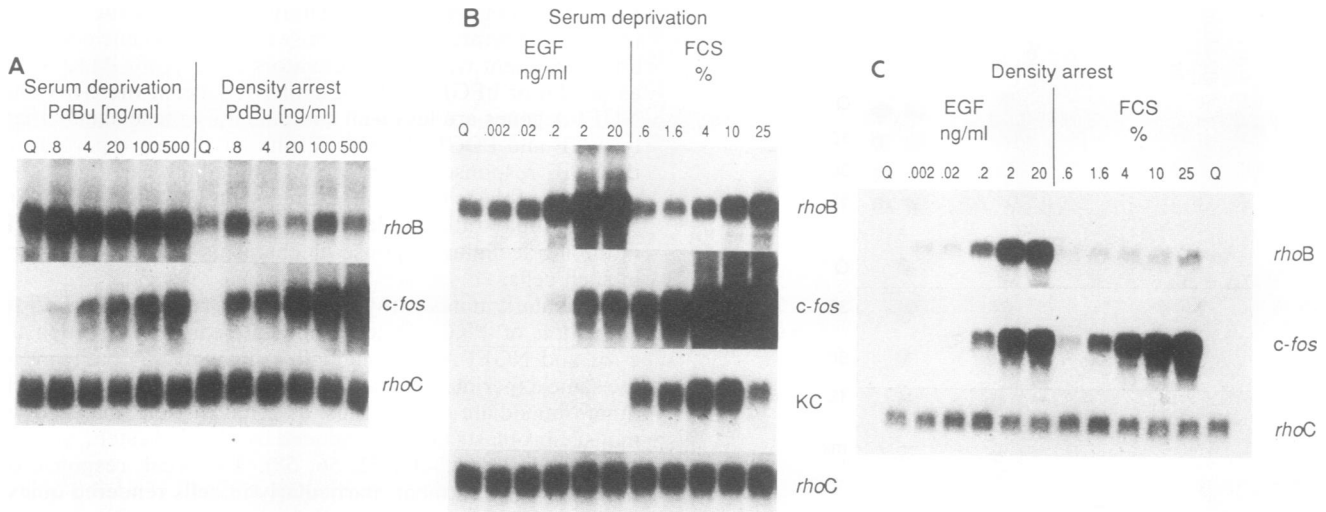 A
Serum deprivation
PdBu [ng/ml]
Density arrest
PdBu [ng/ml]
Q .8 4 20 100 500 Q .8 4 20 100 500
rhoB
c-fos
rhoC
B
Serum deprivation
EGF
ng/ml
FCS
%
Q .002 .02 .2 2 20 .6 1.6 4 10 25
rhoB
c-fos
KC
rhoC
C
Density arrest
EGF
ng/ml
FCS
%
Q .002 .02 .2 2 20 .6 1.6 4 10 25 Q
rhoB
c-fos
rhoC